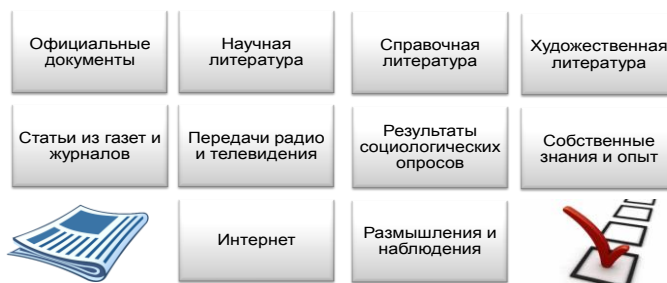 Официальные
документы
Научная
литература
Справочная
литература
Художественная
литература
Статьи из газет и
журналов
Передачи радио
и телевидения
Результаты
социологических
опросов
Собственные
знания и опыт
Интернет
Размышления и
наблюдения